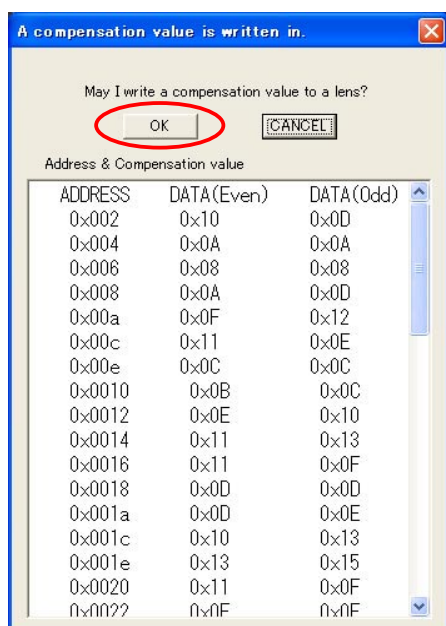 A compensation value is written in.
May I write a compensation value to a lens?
OK CANCEL
Address & Compensation value
ADDRESS DATA(Even) DATA(Odd)
0x002 0x10 0x0D
0x004 0x0A 0x0A
0x006 0x08 0x08
0x008 0x0A 0x0D
0x00a 0x0F 0x12
0x00c 0x11 0x0E
0x00e 0x0C 0x0C
0x0010 0x0B 0x0C
0x0012 0x0E 0x10
0x0014 0x11 0x13
0x0016 0x11 0x0F
0x0018 0x0D 0x0D
0x001a 0x0D 0x0E
0x001c 0x10 0x13
0x001e 0x13 0x15
0x0020 0x11 0x0F
0x0022